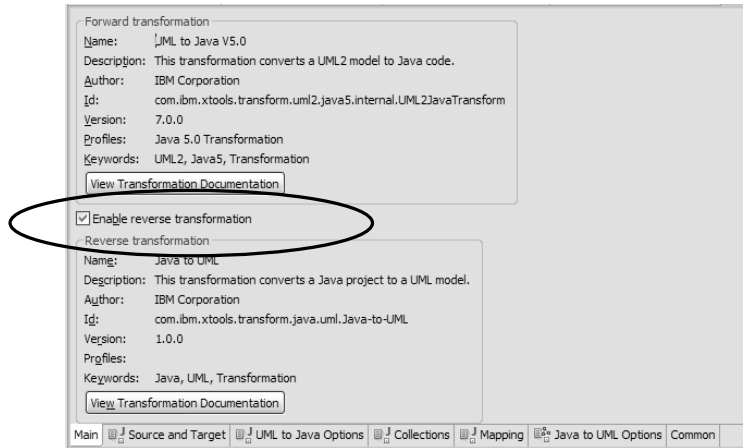 Forward transformation
Name: UML to Java V5.0
Description: This transformation converts a UML2 model to Java code.
Author: IBM Corporation
Id: com.ibm.xtools.transform.uml2.java5.internal.UML2JavaTransform
Version: 7.0.0
Profiles: Java 5.0 Transformation
Keywords: UML2, Java5, Transformation
View Transformation Documentation
Enable reverse transformation
Reverse transformation
Name: Java to UML
Description: This transformation converts a Java project to a UML model.
Author: IBM Corporation
Id: com.ibm.xtools.transform.java.uml.Java-to-UML
Version: 1.0.0
Profiles:
Keywords: Java, UML, Transformation
View Transformation Documentation
Main Source and Target UML to Java Options Collections Mapping Java to UML Options Common